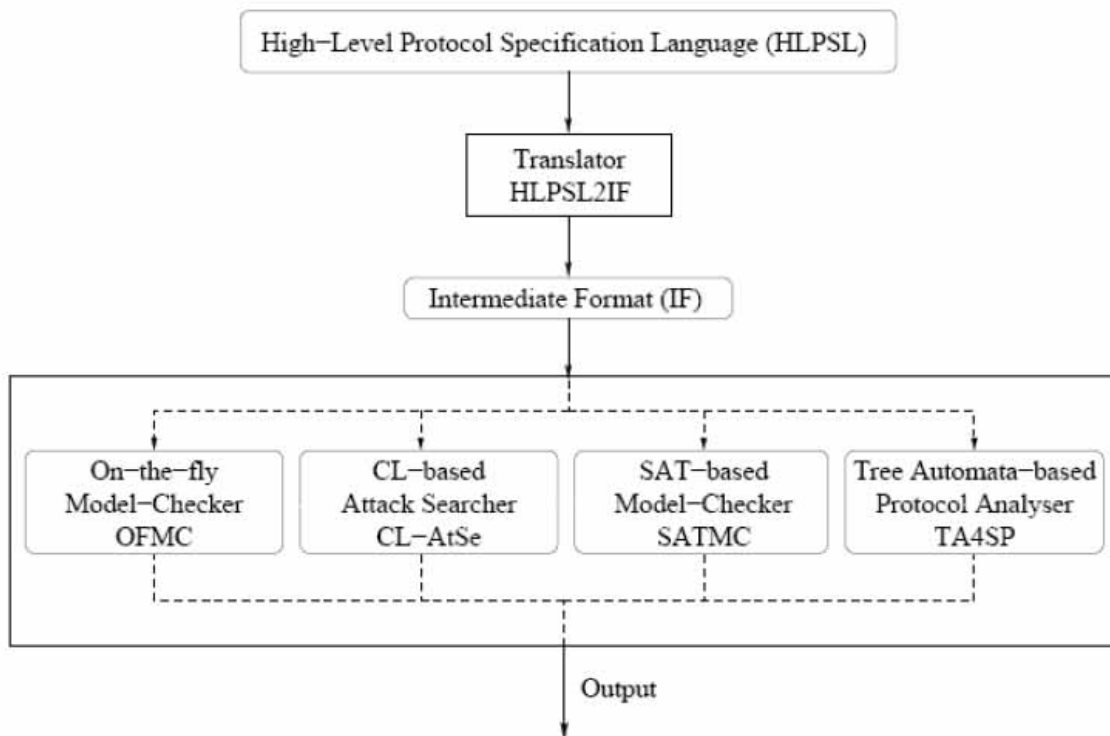 High−Level Protocol Specification Language (HLPSL)
Translator
HLPSL2IF
Intermediate Format (IF)
On−the−fly
Model−Checker
OFMC
CL−based
Attack Searcher
CL−AtSe
SAT−based
Model−Checker
SATMC
Tree Automata−based
Protocol Analyser
TA4SP
Output